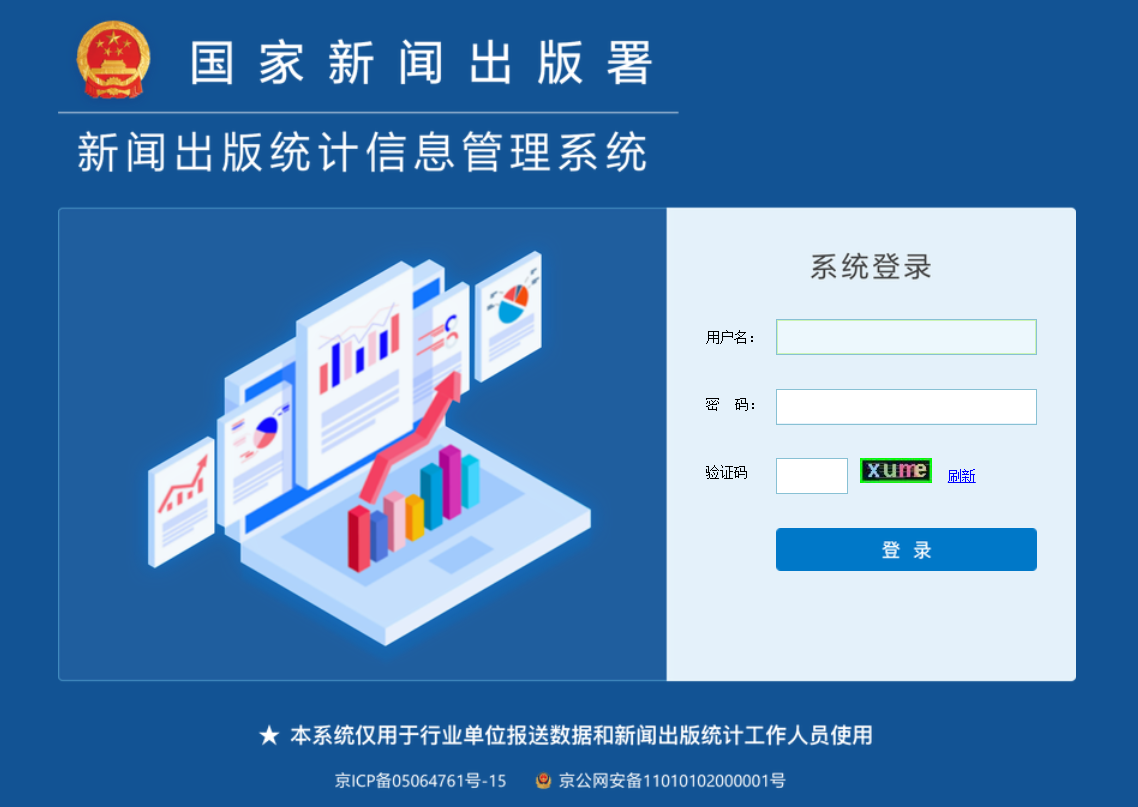 国家新闻出版署
新闻出版统计信息管理系统
系统登录
用户名：
密 码：
验证码
xume
刷新
登 录
★ 本系统仅用于行业单位报送数据和新闻出版统计工作人员使用
京ICP备05064761号-15 京公网安备11010102000001号